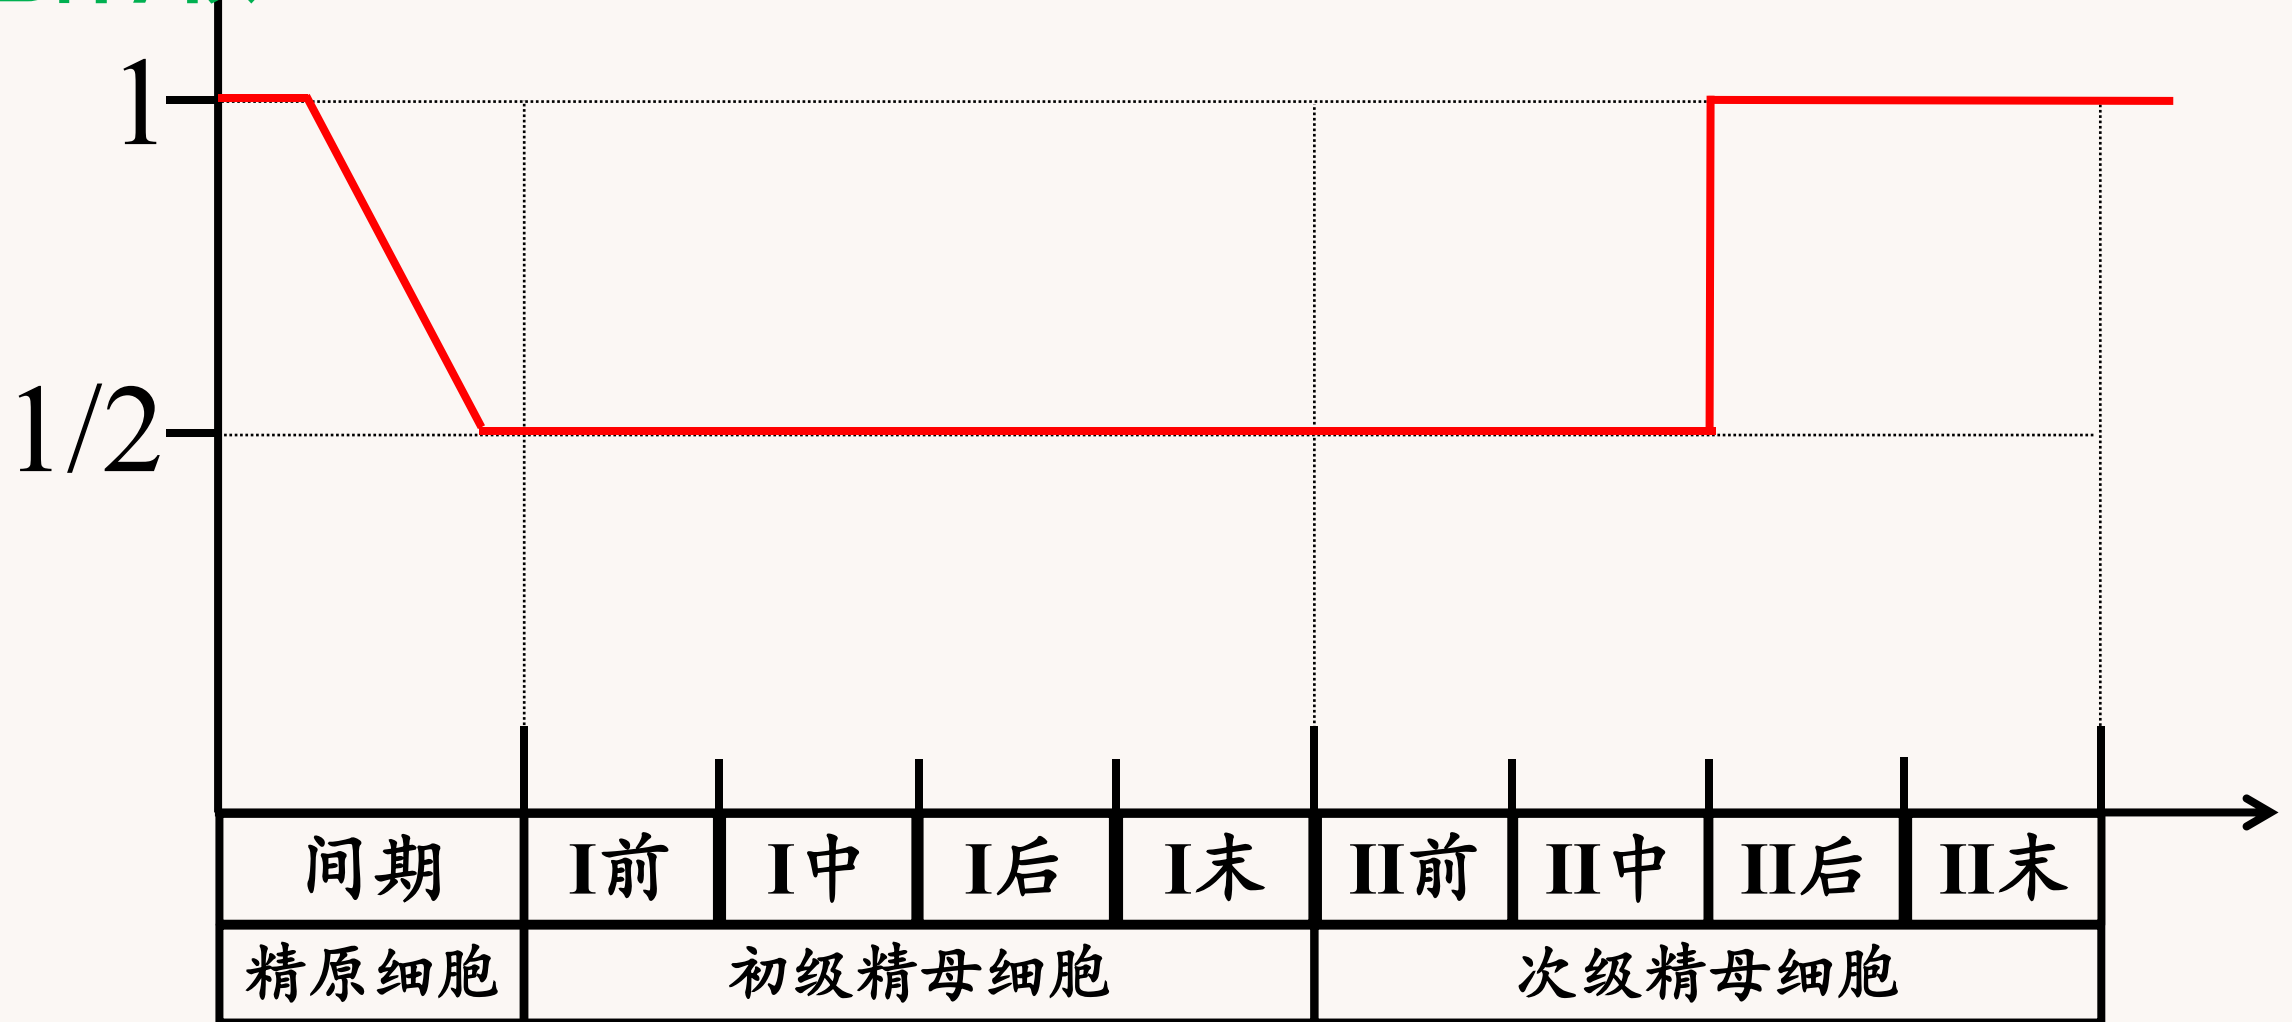 1
1/2
间期 I前 I中 I后 I末 II前 II中 II后 II末
精原细胞 初级精母细胞 次级精母细胞